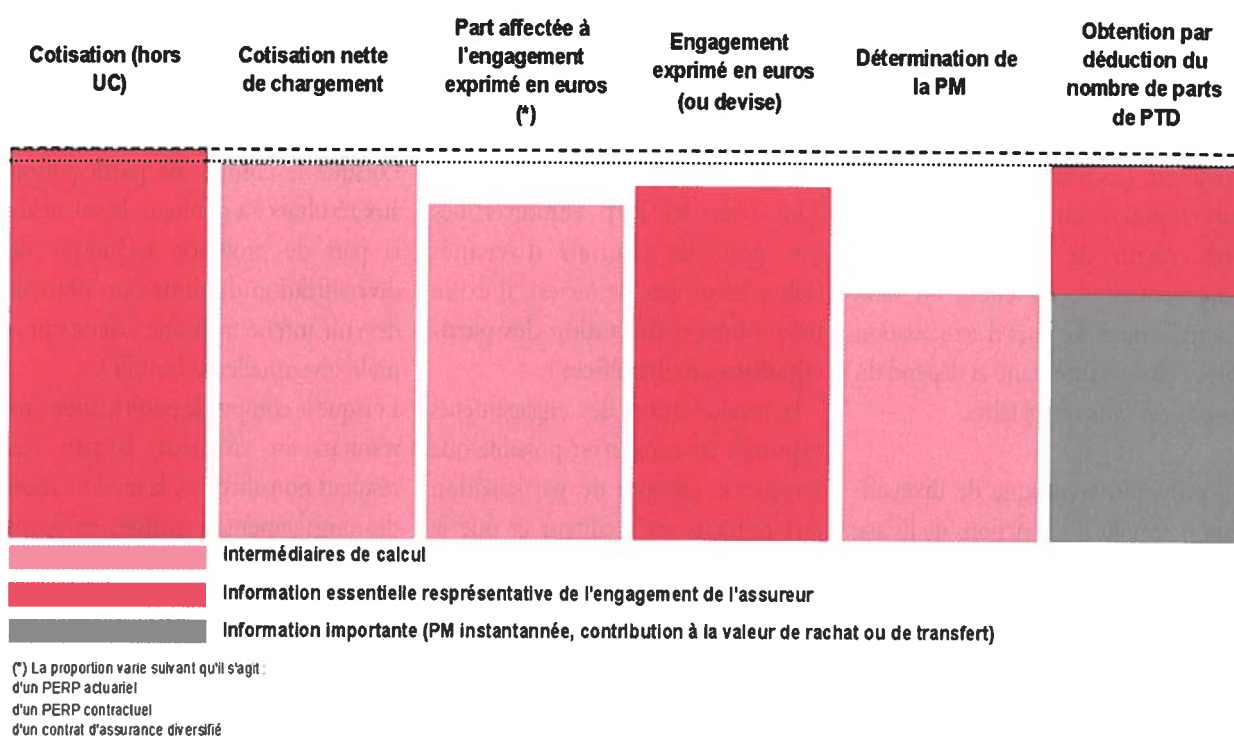 Cotisation (hors
UC)
Cotisation nette
de chargement
Part affectée à
l'engagement
exprimé en euros
(*)
Engagement
exprimé en euros
(ou devise)
Détermination de
la PM
Obtention par
déduction du
nombre de parts
de PTD
Intermédiaires de calcul
Information essentielle resprésentative de l'engagement de l'assureur
Information importante (PM instantannée, contribution à la valeur de rachat ou de transfert)
(*) La proportion varie suivant qu'il s'agit :
d'un PERP actuariel
d'un PERP contractuel
d'un contrat d'assurance diversifié